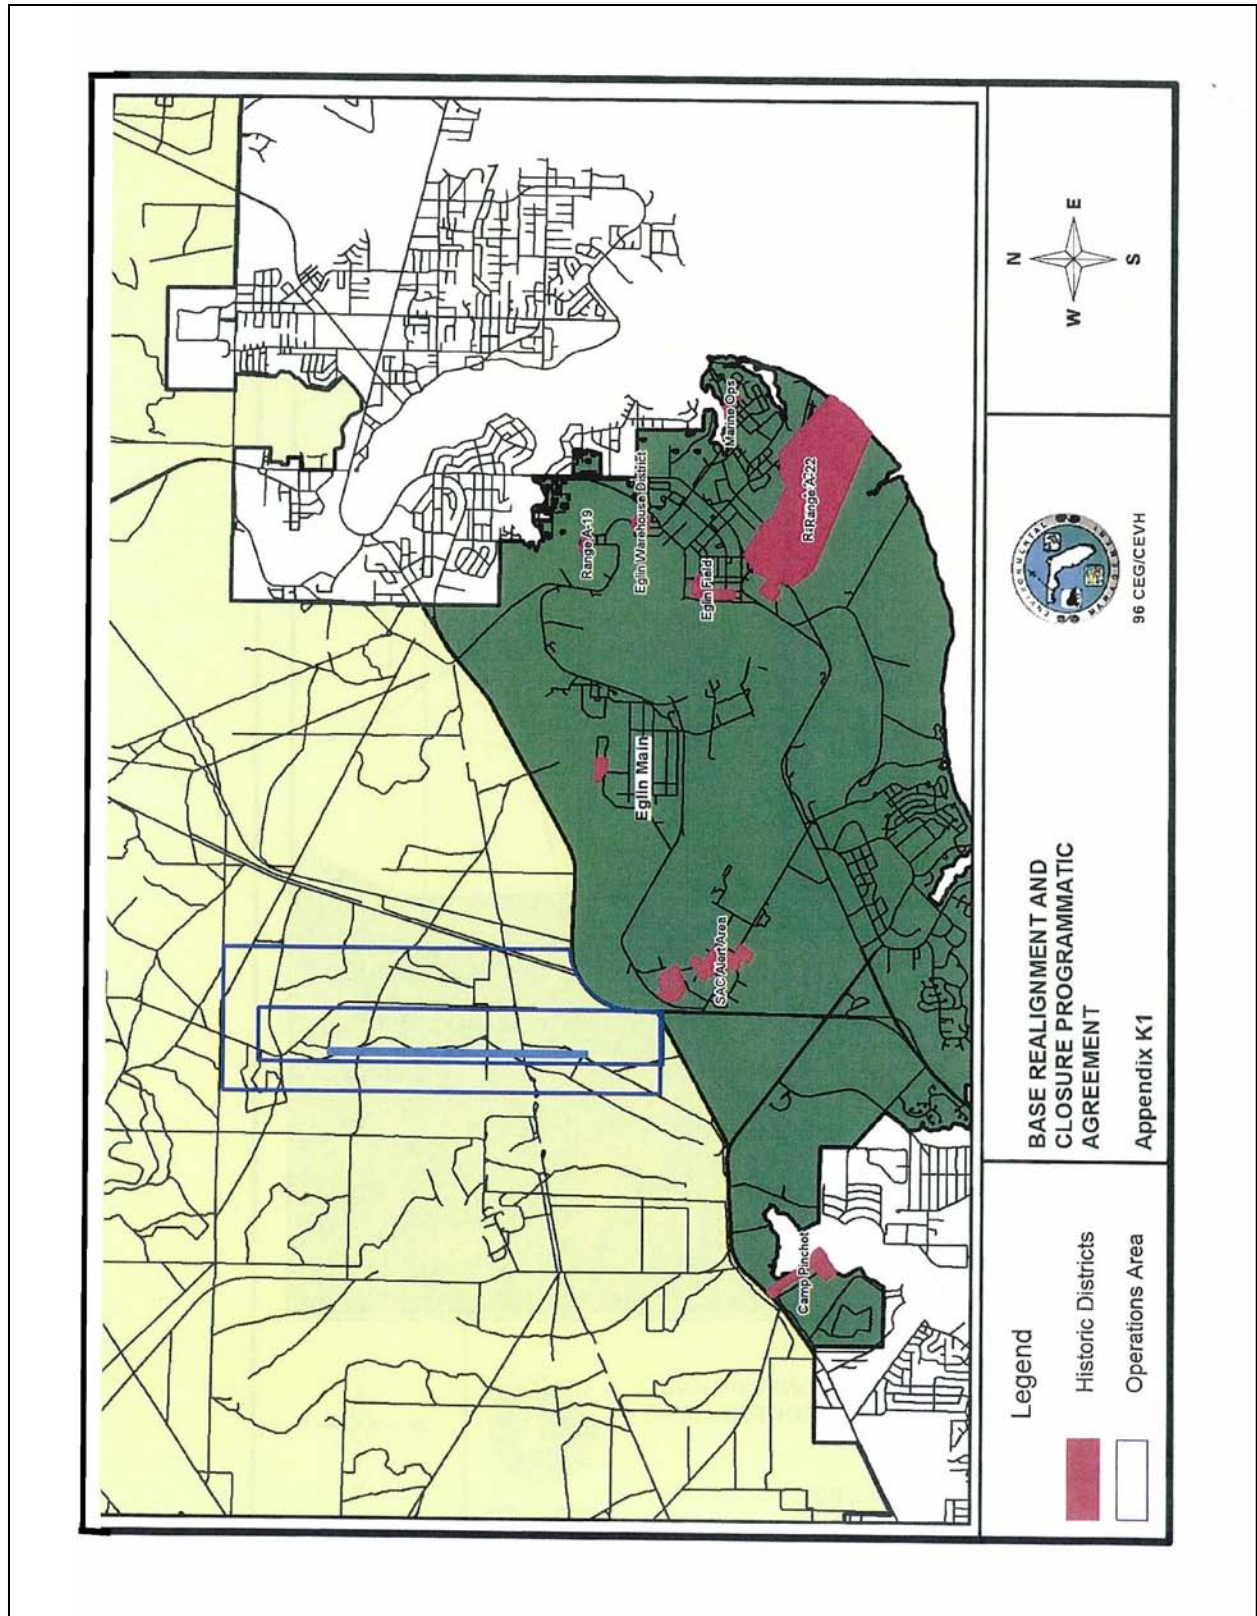 Camp Pinchot
SAC Alert Area
Eglin Main
Eglin Field
Range A-19
Eglin Warehouse District
RiRange A-22
Marine Ops
Legend
Historic Districts
Operations Area
BASE REALIGNMENT AND
CLOSURE PROGRAMMATIC
AGREEMENT
Appendix K1
96 CEG/CEVH
N
W E
S